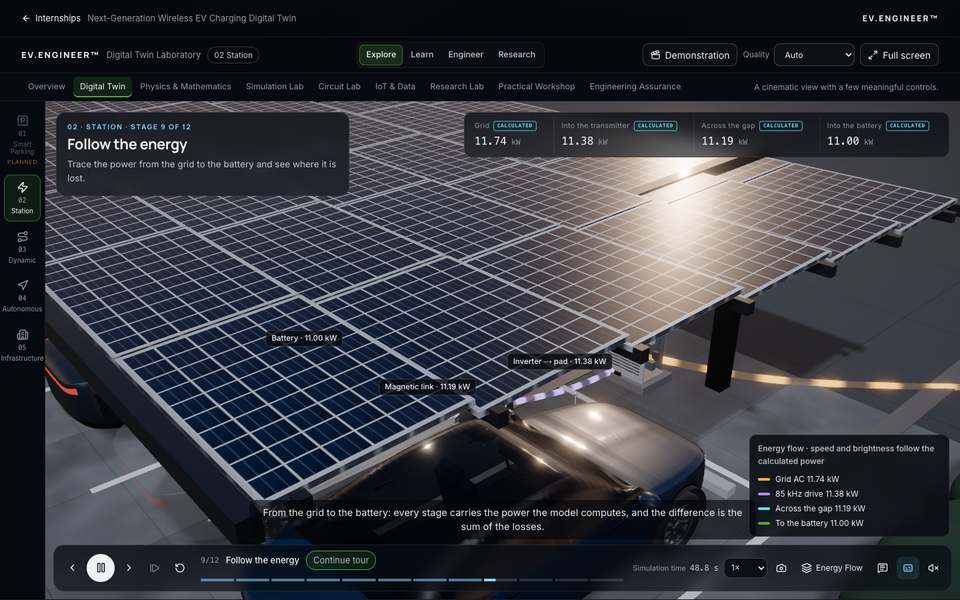 ← Internships Next-Generation Wireless EV Charging Digital Twin EV.ENGINEER™
EV.ENGINEER™ Digital Twin Laboratory 02 Station Explore Learn Engineer Research Demonstration Quality Auto Full screen
Overview Digital Twin Physics & Mathematics Simulation Lab Circuit Lab IoT & Data Research Lab Practical Workshop Engineering Assurance A cinematic view with a few meaningful controls.
01
Smart
Parking
PLANNED
02
Station
03
Dynamic
04
Autonomous
05
Infrastructure
02 · STATION · STAGE 9 OF 12
Follow the energy
Trace the power from the grid to the battery and see where it is
lost.
Grid CALCULATED Into the transmitter CALCULATED Across the gap CALCULATED Into the battery CALCULATED
11.74 kW 11.38 kW 11.19 kW 11.00 kW
Battery · 11.00 kW
Inverter → pad · 11.38 kW
Magnetic link · 11.19 kW
Energy flow · speed and brightness follow the
calculated power
Grid AC 11.74 kW
85 kHz drive 11.38 kW
Across the gap 11.19 kW
To the battery 11.00 kW
From the grid to the battery: every stage carries the power the model computes, and the difference is the
sum of the losses.
9/12 Follow the energy Continue tour Simulation time 48.8 s 1× Energy Flow